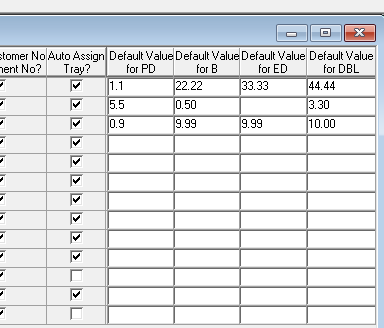 stomer No Auto Assign Default Value Default Value Default Value Default Value
ment No? Tray? for PD for B for ED for DBL
1.1 22.22 33.33 44.44
5.5 0.50 3.30
0.9 9.99 9.99 10.00